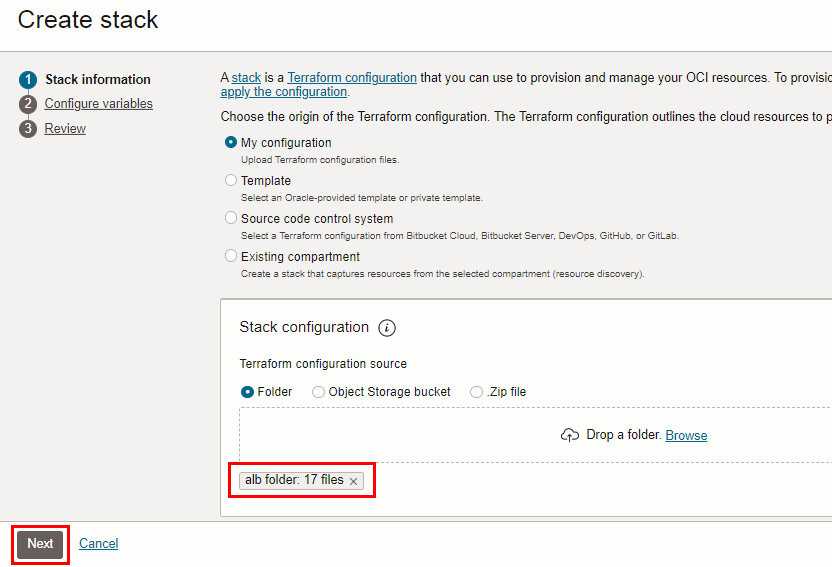 Create stack
1 Stack information
2 Configure variables
3 Review
A stack is a Terraform configuration that you can use to provision and manage your OCI resources. To provisio
apply the configuration.
Choose the origin of the Terraform configuration. The Terraform configuration outlines the cloud resources to p
My configuration
Upload Terraform configuration files.
Template
Select an Oracle-provided template or private template.
Source code control system
Select a Terraform configuration from Bitbucket Cloud, Bitbucket Server, DevOps, GitHub, or GitLab.
Existing compartment
Create a stack that captures resources from the selected compartment (resource discovery).
Stack configuration i
Terraform configuration source
Folder Object Storage bucket .Zip file
Drop a folder. Browse
alb folder: 17 files ×
Next Cancel